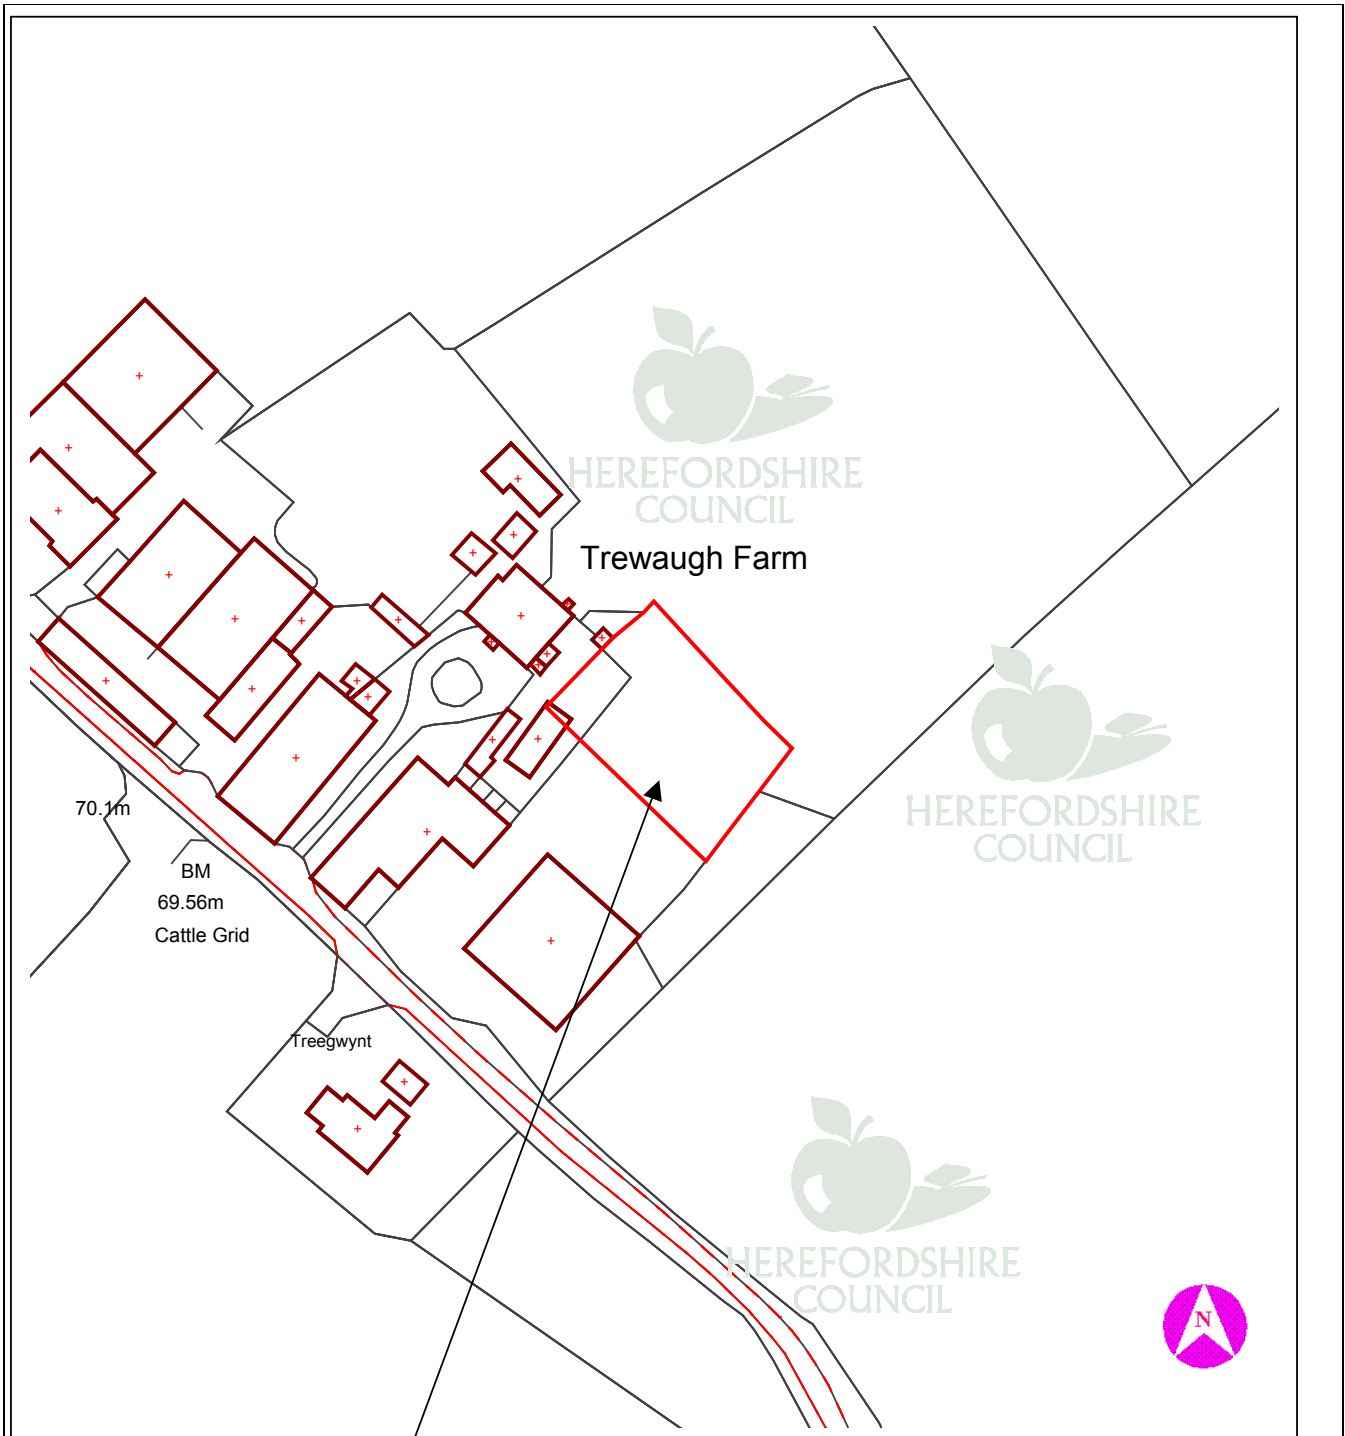 HEREFORDSHIRE
COUNCIL
Trewaugh Farm
HEREFORDSHIRE
COUNCIL
70.1m
BM
69.56m
Cattle Grid
Treegwynt
HEREFORDSHIRE
COUNCIL
N